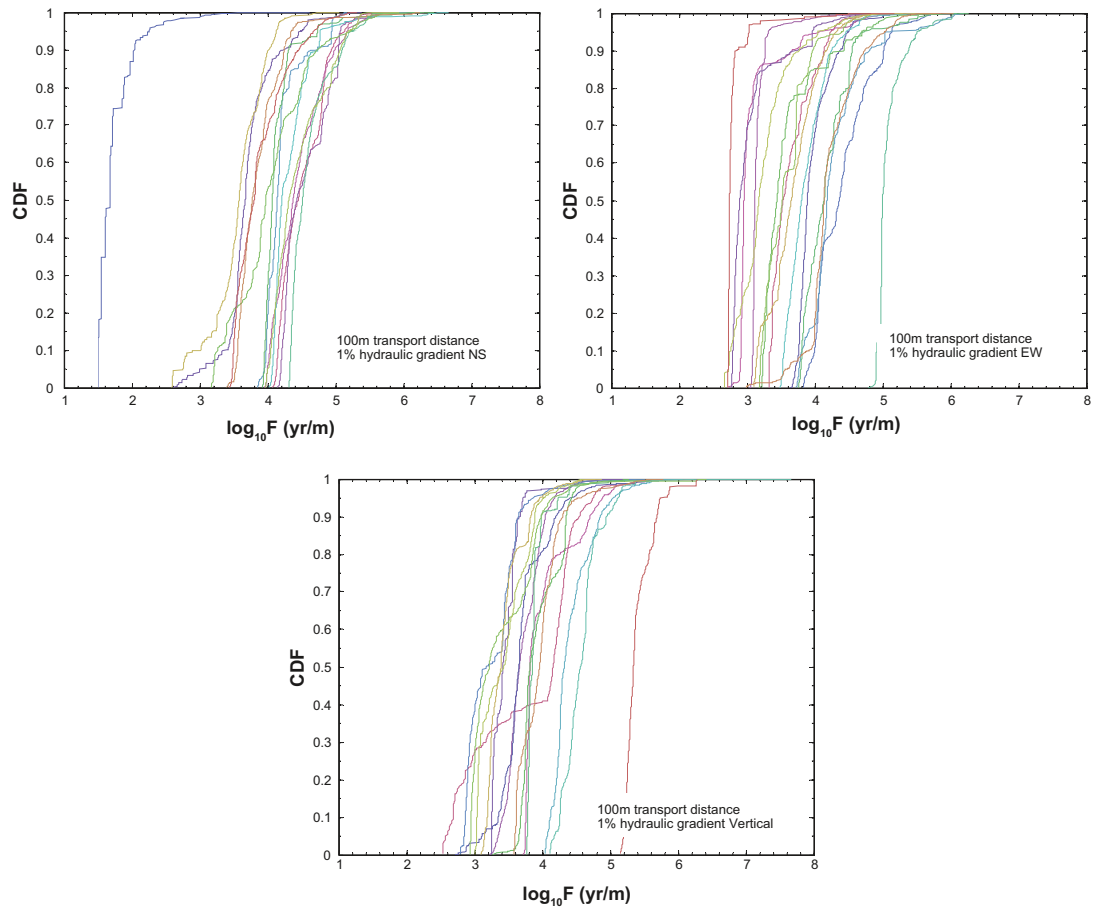 1
0.9
0.8
0.7
0.6
0.5
0.4
0.3
0.2
0.1
0
CDF
100m transport distance
1% hydraulic gradient NS
1 2 3 4 5 6 7 8
log10F (yr/m)
1
0.9
0.8
0.7
0.6
0.5
0.4
0.3
0.2
0.1
0
CDF
100m transport distance
1% hydraulic gradient EW
1 2 3 4 5 6 7 8
log10F (yr/m)
1
0.9
0.8
0.7
0.6
0.5
0.4
0.3
0.2
0.1
0
CDF
100m transport distance
1% hydraulic gradient Vertical
1 2 3 4 5 6 7 8
log10F (yr/m)